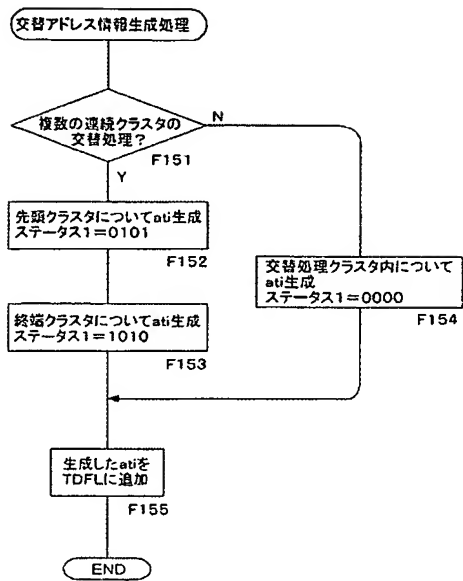 交替アドレス情報生成処理
複数の連続クラスタの
交替処理？
N
F151
Y
先頭クラスタについてati生成
ステータス1=0101
F152
交替処理クラスタ内について
ati生成
ステータス1=0000
F154
終端クラスタについてati生成
ステータス1=1010
F153
生成したatiを
TDFLに追加
F155
END